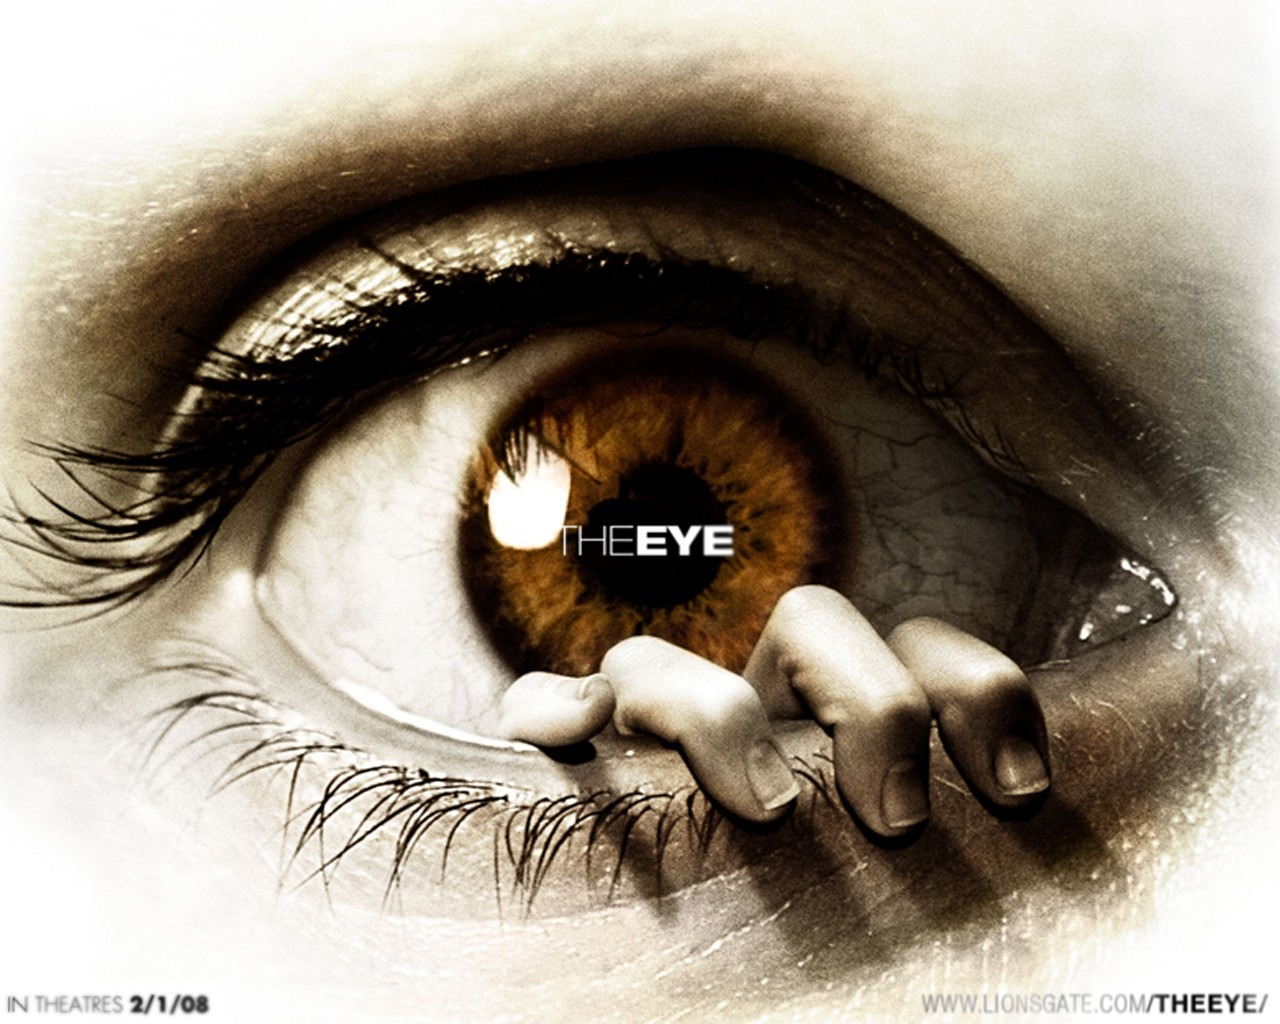 THEEYE
IN THEATRES 2/1/08
WWW.LIONSGATE.COM/THEEYE/